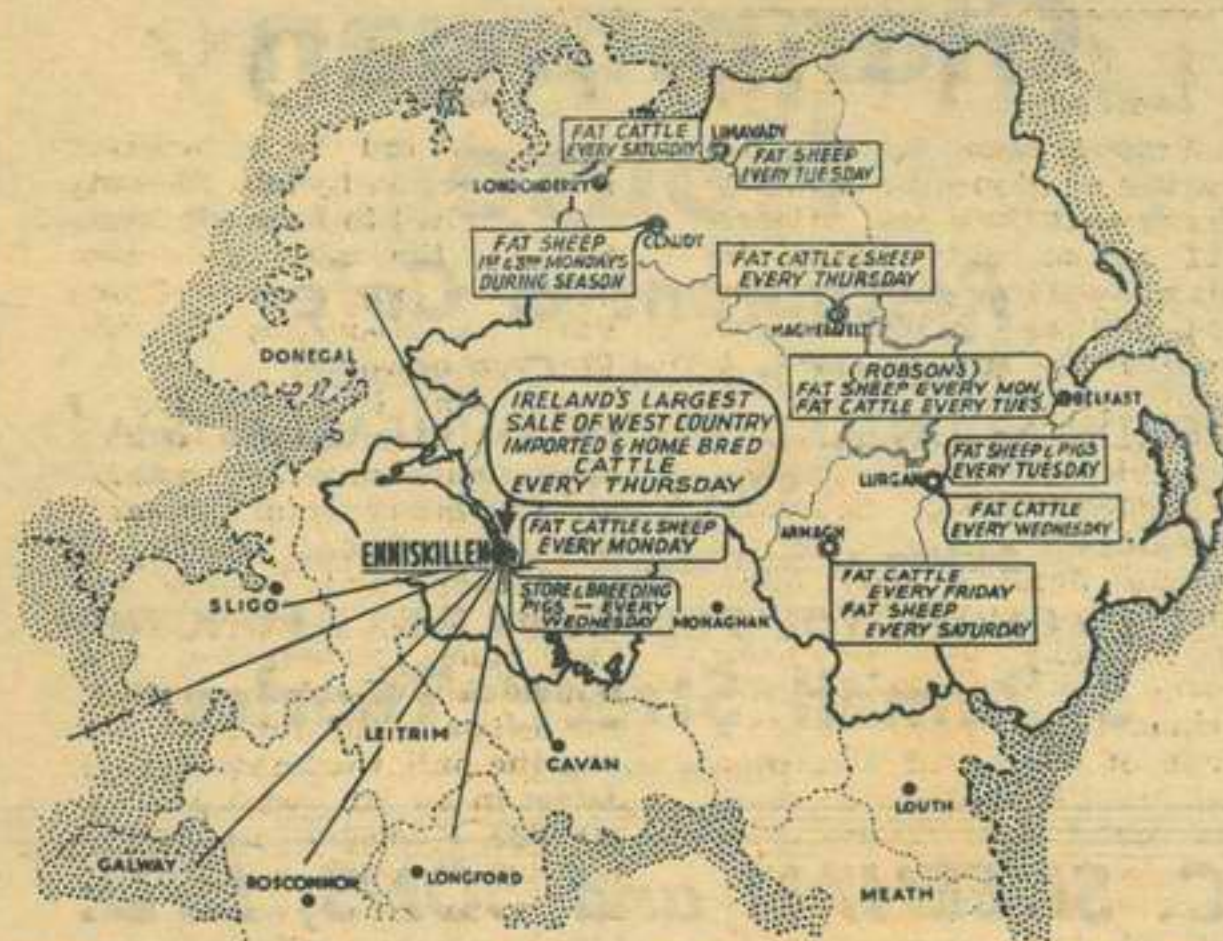 FAT CATTLE
EVERY SATURDAY
LIMAVADY
FAT SHEEP
EVERY TUESDAY
LONDONDERRY
CLAUDY
FAT SHEEP
1ST & 3RD MONDAYS
DURING SEASON
FAT CATTLE & SHEEP
EVERY THURSDAY
MAGHERAFELT
DONEGAL
(ROBSONS)
FAT SHEEP EVERY MON.
FAT CATTLE EVERY TUES.
BELFAST
IRELAND'S LARGEST
SALE OF WEST COUNTRY
IMPORTED & HOME BRED
CATTLE
EVERY THURSDAY
FAT SHEEP & PIGS
EVERY TUESDAY
LURGAN
FAT CATTLE
EVERY WEDNESDAY
ENNISKILLEN
FAT CATTLE & SHEEP
EVERY MONDAY
ARMAGH
FAT CATTLE
EVERY FRIDAY
FAT SHEEP
EVERY SATURDAY
STORE & BREEDING
PIGS — EVERY
WEDNESDAY
MONAGHAN
SLIGO
LEITRIM
CAVAN
LOUTH
GALWAY
ROSCOMMON
LONGFORD
MEATH